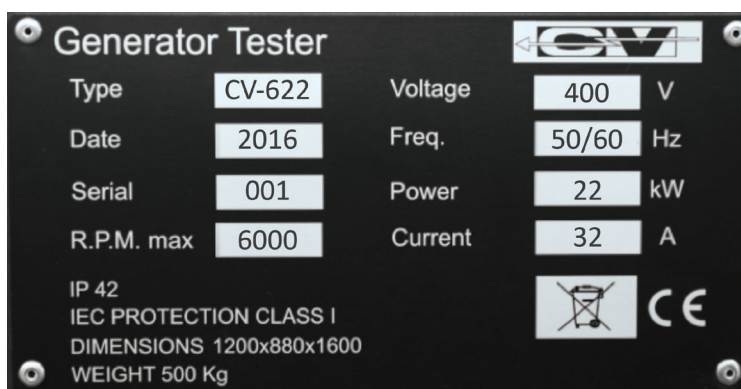 Generator Tester
CV
Type CV-622 Voltage 400 V
Date 2016 Freq. 50/60 Hz
Serial 001 Power 22 kW
R.P.M. max 6000 Current 32 A
IP 42
IEC PROTECTION CLASS I
DIMENSIONS 1200x880x1600
WEIGHT 500 Kg
CE